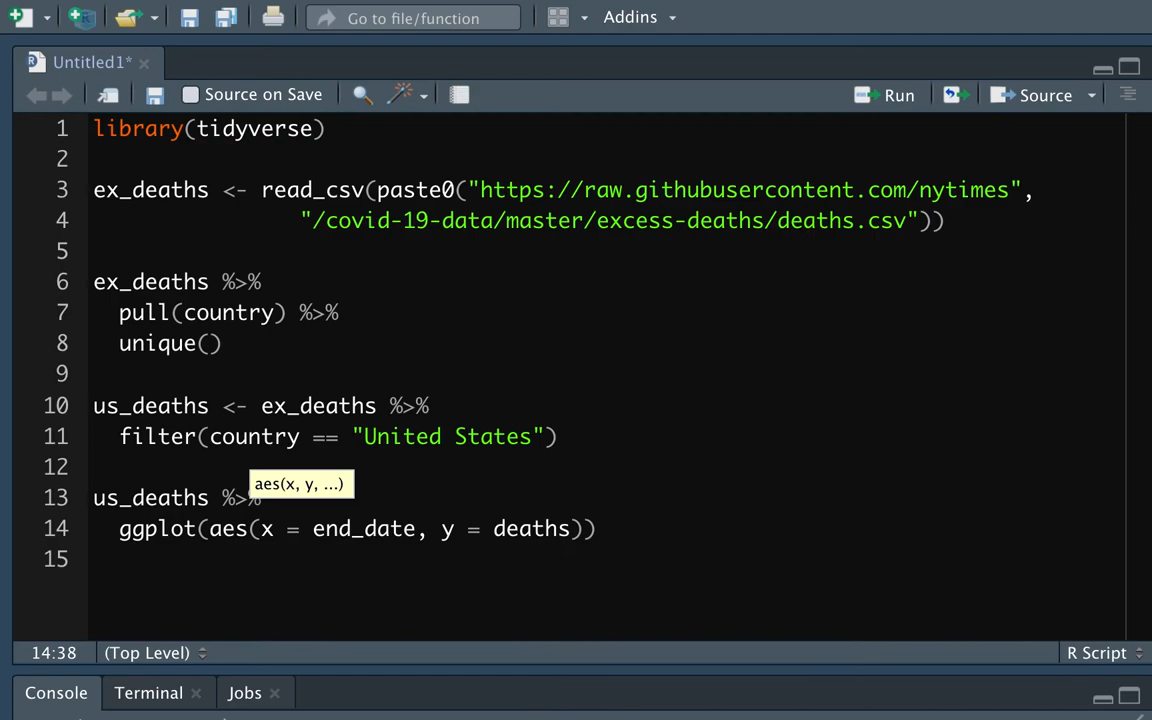 Go to file/function
Addins
Untitled1*
Source on Save
Run
Source
1 library(tidyverse)
2
3 ex_deaths <- read_csv(paste0("https://raw.githubusercontent.com/nytimes",
4 "/covid-19-data/master/excess-deaths/deaths.csv"))
5
6 ex_deaths %>%
7 pull(country) %>%
8 unique()
9
10 us_deaths <- ex_deaths %>%
11 filter(country == "United States")
12
aes(x, y, ...)
13 us_deaths %>%
14 ggplot(aes(x = end_date, y = deaths))
15
14:38 (Top Level) R Script
Console Terminal Jobs